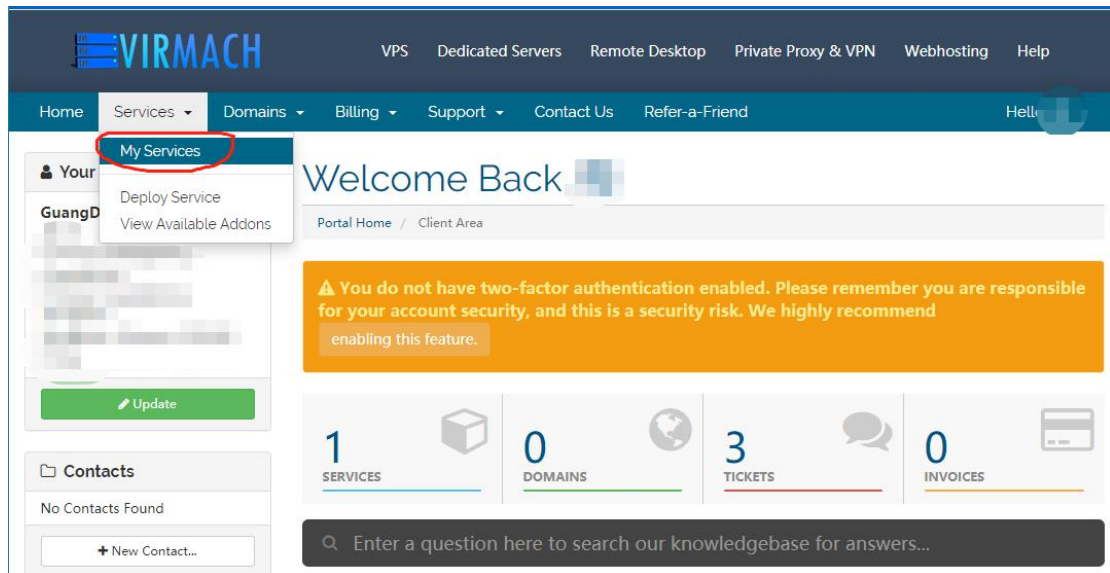 VIRMACH
VPS Dedicated Servers Remote Desktop Private Proxy & VPN Webhosting Help
Home Services Domains Billing Support Contact Us Refer-a-Friend
My Services
Deploy Service
View Available Addons
Your
GuangD
Update
Contacts
No Contacts Found
+ New Contact...
Welcome Back
Portal Home / Client Area
You do not have two-factor authentication enabled. Please remember you are responsible
for your account security, and this is a security risk. We highly recommend
enabling this feature.
1
SERVICES
0
DOMAINS
3
TICKETS
0
INVOICES
Enter a question here to search our knowledgebase for answers...